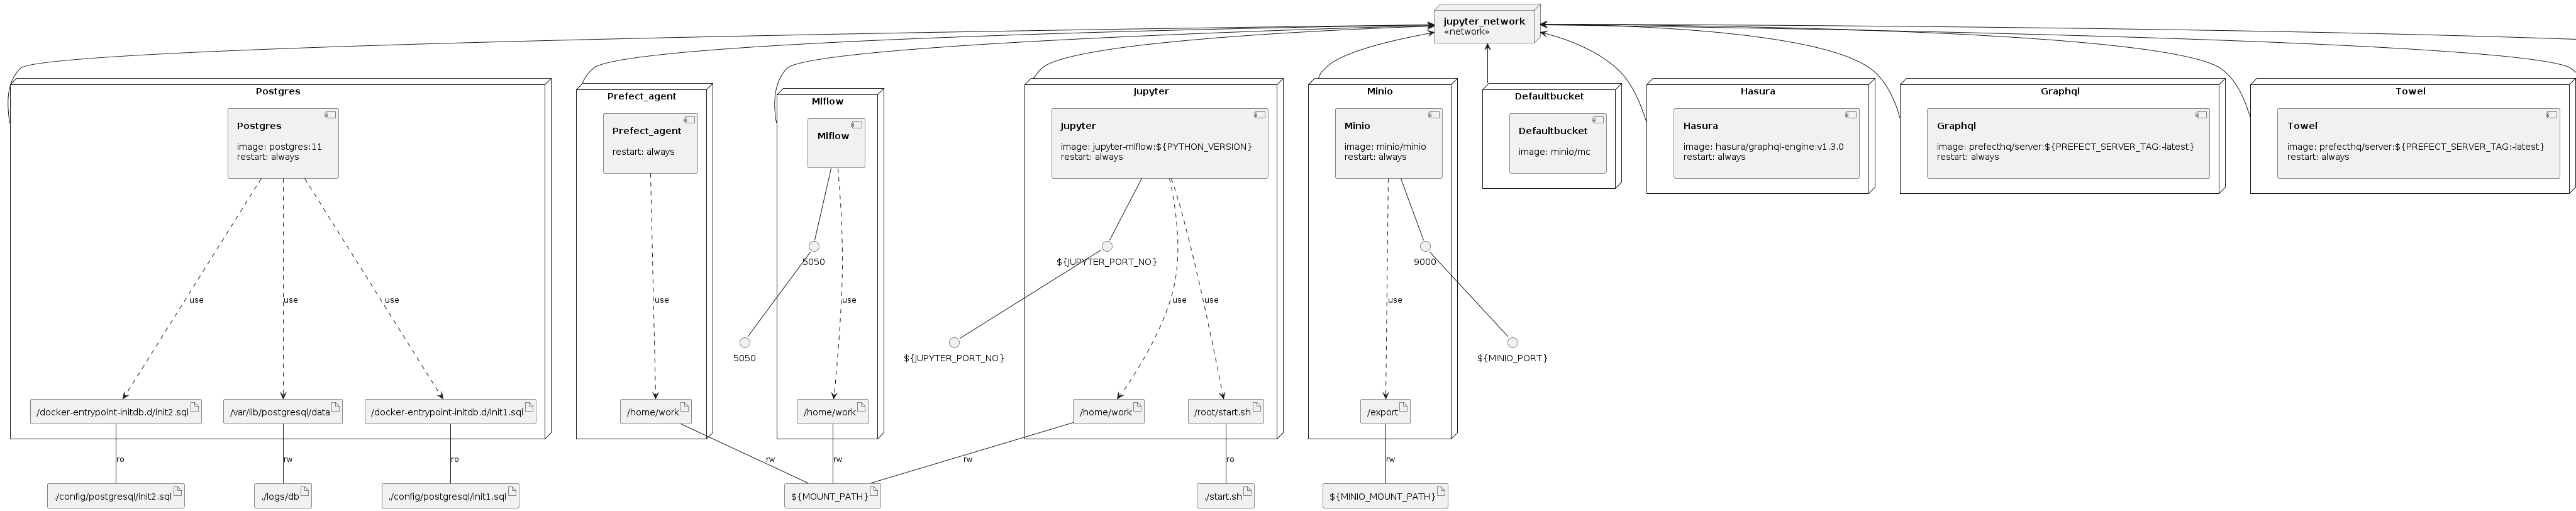 jupyter_network
«network»
Postgres
Prefect_agent
Mlflow
Jupyter
Minio
Defaultbucket
Hasura
Graphql
Towel
Postgres
image: postgres:11
restart: always
Prefect_agent
restart: always
Mlflow
Jupyter
image: jupyter-mlflow:${PYTHON_VERSION}
restart: always
Minio
image: minio/minio
restart: always
Defaultbucket
image: minio/mc
Hasura
image: hasura/graphql-engine:v1.3.0
restart: always
Graphql
image: prefecthq/server:${PREFECT_SERVER_TAG:-latest}
restart: always
Towel
image: prefecthq/server:${PREFECT_SERVER_TAG:-latest}
restart: always
5050
${JUPYTER_PORT_NO}
9000
use
use
use
use
use
use
use
use
5050
${JUPYTER_PORT_NO}
${MINIO_PORT}
/docker-entrypoint-initdb.d/init2.sql
/var/lib/postgresql/data
/docker-entrypoint-initdb.d/init1.sql
/home/work
/home/work
/home/work
/root/start.sh
/export
ro
rw
ro
rw
rw
rw
ro
rw
./config/postgresql/init2.sql
./logs/db
./config/postgresql/init1.sql
${MOUNT_PATH}
./start.sh
${MINIO_MOUNT_PATH}